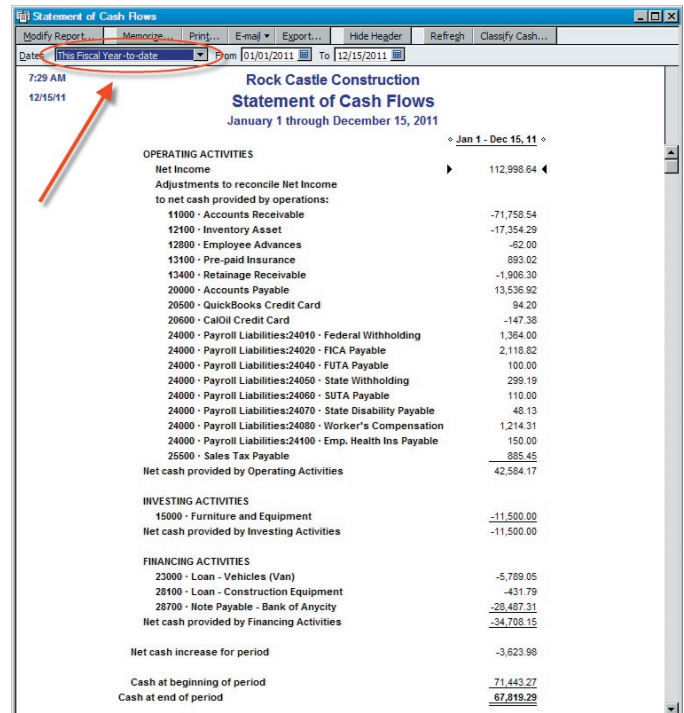 Statement of Cash Flows
Modify Report... Memorize... Print... E-mail Export... Hide Header Refresh Classify Cash...
Dates This Fiscal Year-to-date From 01/01/2011 To 12/15/2011
7:29 AM Rock Castle Construction
12/15/11 Statement of Cash Flows
January 1 through December 15, 2011
Jan 1 - Dec 15, 11
OPERATING ACTIVITIES
Net Income 112,998.64
Adjustments to reconcile Net Income
to net cash provided by operations:
11000 · Accounts Receivable -71,758.54
12100 · Inventory Asset -17,354.29
12800 · Employee Advances -62.00
13100 · Pre-paid Insurance 893.02
13400 · Retainage Receivable -1,906.30
20000 · Accounts Payable 13,536.92
20500 · QuickBooks Credit Card 94.20
20600 · CalOil Credit Card -147.38
24000 · Payroll Liabilities:24010 · Federal Withholding 1,364.00
24000 · Payroll Liabilities:24020 · FICA Payable 2,118.82
24000 · Payroll Liabilities:24040 · FUTA Payable 100.00
24000 · Payroll Liabilities:24050 · State Withholding 299.19
24000 · Payroll Liabilities:24060 · SUTA Payable 110.00
24000 · Payroll Liabilities:24070 · State Disability Payable 48.13
24000 · Payroll Liabilities:24080 · Worker's Compensation 1,214.31
24000 · Payroll Liabilities:24100 · Emp. Health Ins Payable 150.00
25500 · Sales Tax Payable 885.45
Net cash provided by Operating Activities 42,584.17
INVESTING ACTIVITIES
15000 · Furniture and Equipment -11,500.00
Net cash provided by Investing Activities -11,500.00
FINANCING ACTIVITIES
23000 · Loan - Vehicles (Van) -5,789.05
28100 · Loan - Construction Equipment -431.79
28700 · Note Payable - Bank of Anycity -28,487.31
Net cash provided by Financing Activities -34,708.15
Net cash increase for period -3,623.98
Cash at beginning of period 71,443.27
Cash at end of period 67,819.29